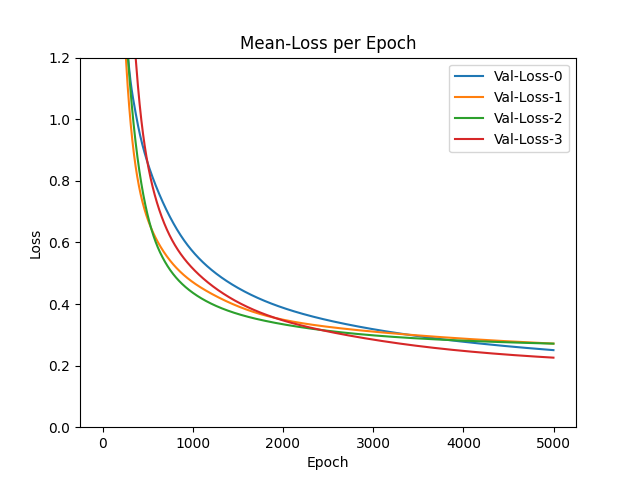 Mean-Loss per Epoch
Val-Loss-0
Val-Loss-1
Val-Loss-2
Val-Loss-3
Loss
1.2
1.0
0.8
0.6
0.4
0.2
0.0
0 1000 2000 3000 4000 5000
Epoch